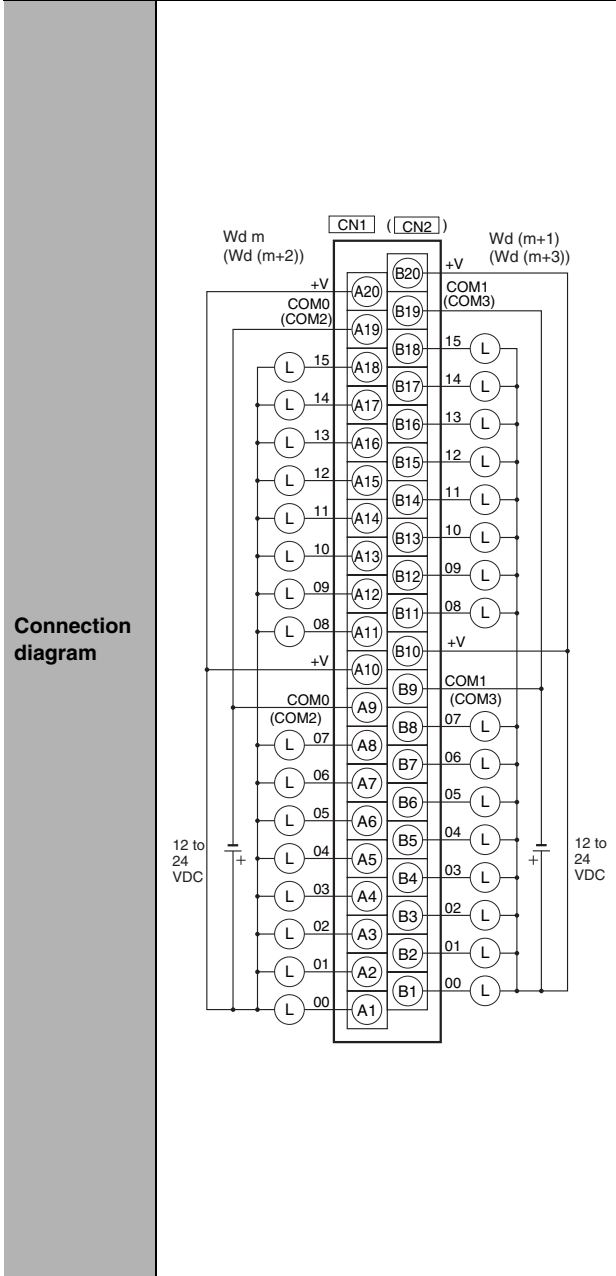 Connection
diagram
CN1 ( CN2 )
Wd m
(Wd (m+2))
Wd (m+1)
(Wd (m+3))
+V A20
COM0
(COM2) A19
15 A18 L
14 A17 L
13 A16 L
12 A15 L
11 A14 L
10 A13 L
09 A12 L
08 A11 L
+V A10
COM0
(COM2) A9
07 A8 L
06 A7 L
05 A6 L
04 A5 L
03 A4 L
02 A3 L
01 A2 L
00 A1 L
12 to
24
VDC
+
B20 +V
COM1
B19 (COM3)
B18 15 L
B17 14 L
B16 13 L
B15 12 L
B14 11 L
B13 10 L
B12 09 L
B11 08 L
B10 +V
B9 COM1
(COM3)
B8 07 L
B7 06 L
B6 05 L
B5 04 L
B4 03 L
B3 02 L
B2 01 L
B1 00 L
+
12 to
24
VDC